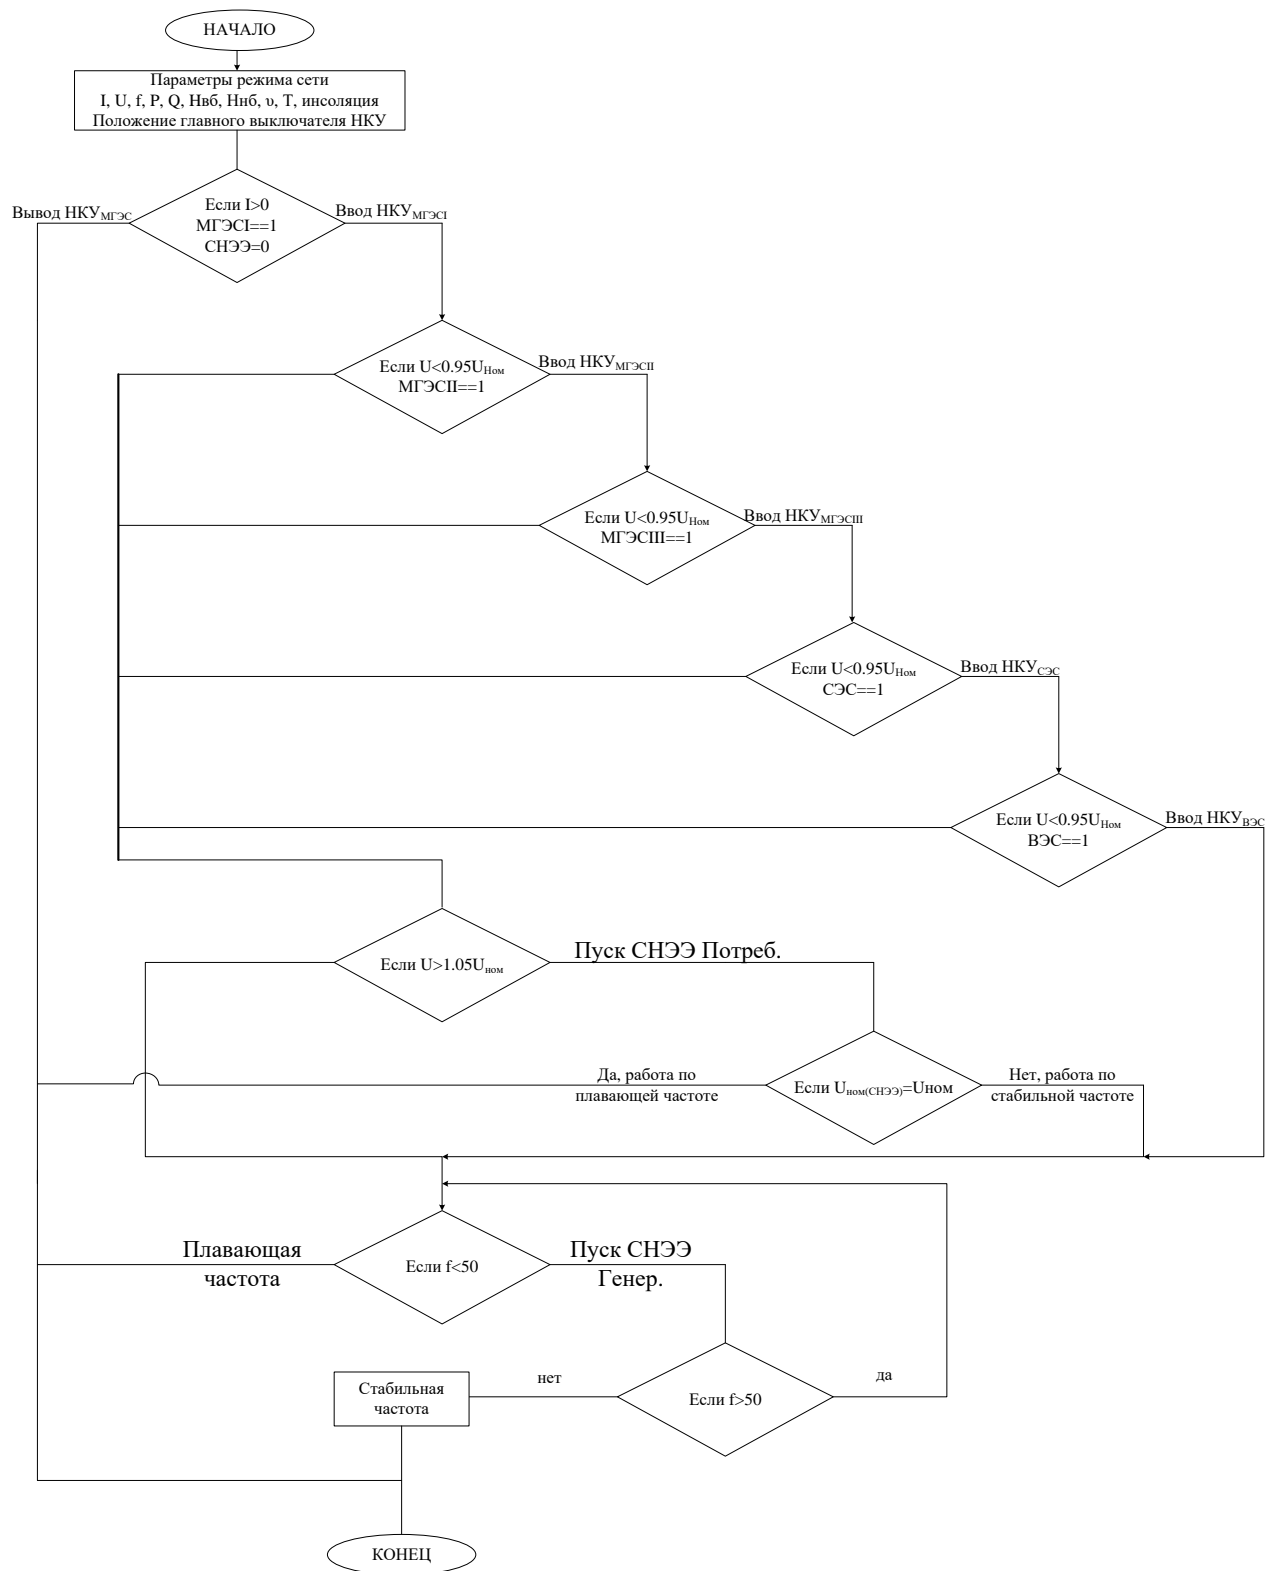 НАЧАЛО
Параметры режима сети
I, U, f, P, Q, Hвб, Hнб, υ, T, инсоляция
Положение главного выключателя НКУ
Вывод НКУМГЭС
Если I>0
МГЭСI==1
СНЭЭ=0
Ввод НКУМГЭСI
Если U<0.95UНом
МГЭСII==1
Ввод НКУМГЭСII
Если U<0.95UНом
МГЭСIII==1
Ввод НКУМГЭСIII
Если U<0.95UНом
СЭС==1
Ввод НКУСЭС
Если U<0.95UНом
ВЭС==1
Ввод НКУВЭС
Если U>1.05Uном
Пуск СНЭЭ Потреб.
Да, работа по
плавающей частоте
Если Uном(СНЭЭ)=Uном
Нет, работа по
стабильной частоте
Плавающая
частота
Если f<50
Пуск СНЭЭ
Генер.
Стабильная
частота
нет
Если f>50
да
КОНЕЦ